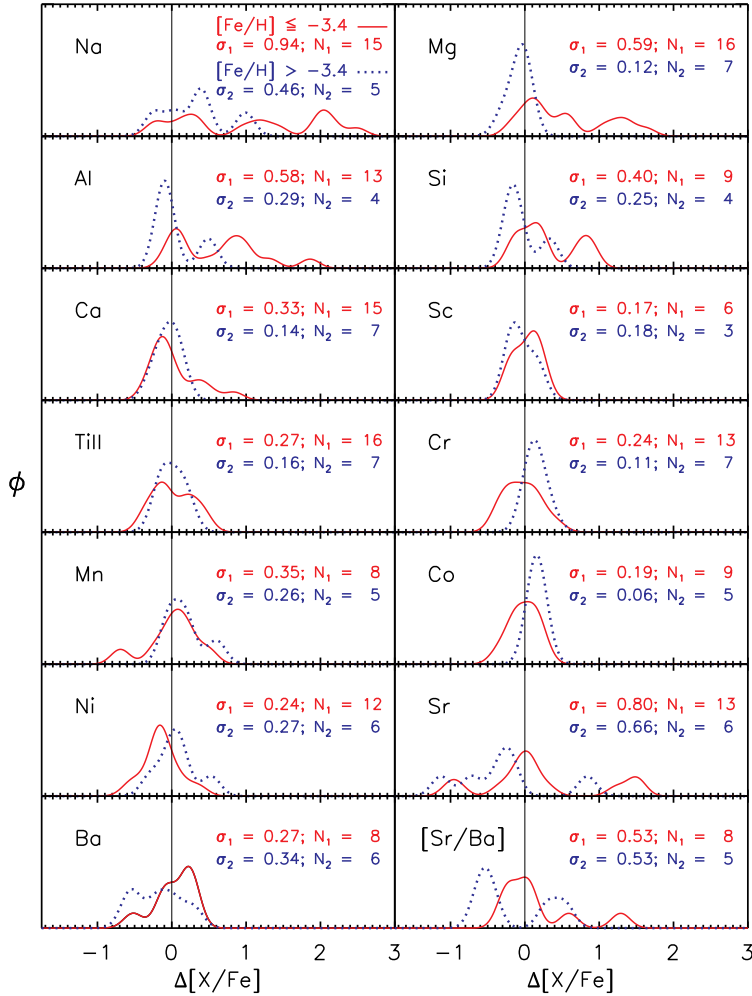 Na
[Fe/H] ≦ −3.4
σ₁ = 0.94; N₁ = 15
[Fe/H] > −3.4
σ₂ = 0.46; N₂ = 5
Mg
σ₁ = 0.59; N₁ = 16
σ₂ = 0.12; N₂ = 7
Al
σ₁ = 0.58; N₁ = 13
σ₂ = 0.29; N₂ = 4
Si
σ₁ = 0.40; N₁ = 9
σ₂ = 0.25; N₂ = 4
Ca
σ₁ = 0.33; N₁ = 15
σ₂ = 0.14; N₂ = 7
Sc
σ₁ = 0.17; N₁ = 6
σ₂ = 0.18; N₂ = 3
TiII
σ₁ = 0.27; N₁ = 16
σ₂ = 0.16; N₂ = 7
Cr
σ₁ = 0.24; N₁ = 13
σ₂ = 0.11; N₂ = 7
ϕ
Mn
σ₁ = 0.35; N₁ = 8
σ₂ = 0.26; N₂ = 5
Co
σ₁ = 0.19; N₁ = 9
σ₂ = 0.06; N₂ = 5
Ni
σ₁ = 0.24; N₁ = 12
σ₂ = 0.27; N₂ = 6
Sr
σ₁ = 0.80; N₁ = 13
σ₂ = 0.66; N₂ = 6
Ba
σ₁ = 0.27; N₁ = 8
σ₂ = 0.34; N₂ = 6
[Sr/Ba]
σ₁ = 0.53; N₁ = 8
σ₂ = 0.53; N₂ = 5
−1 0 1 2 3
−1 0 1 2 3
Δ[X/Fe]
Δ[X/Fe]